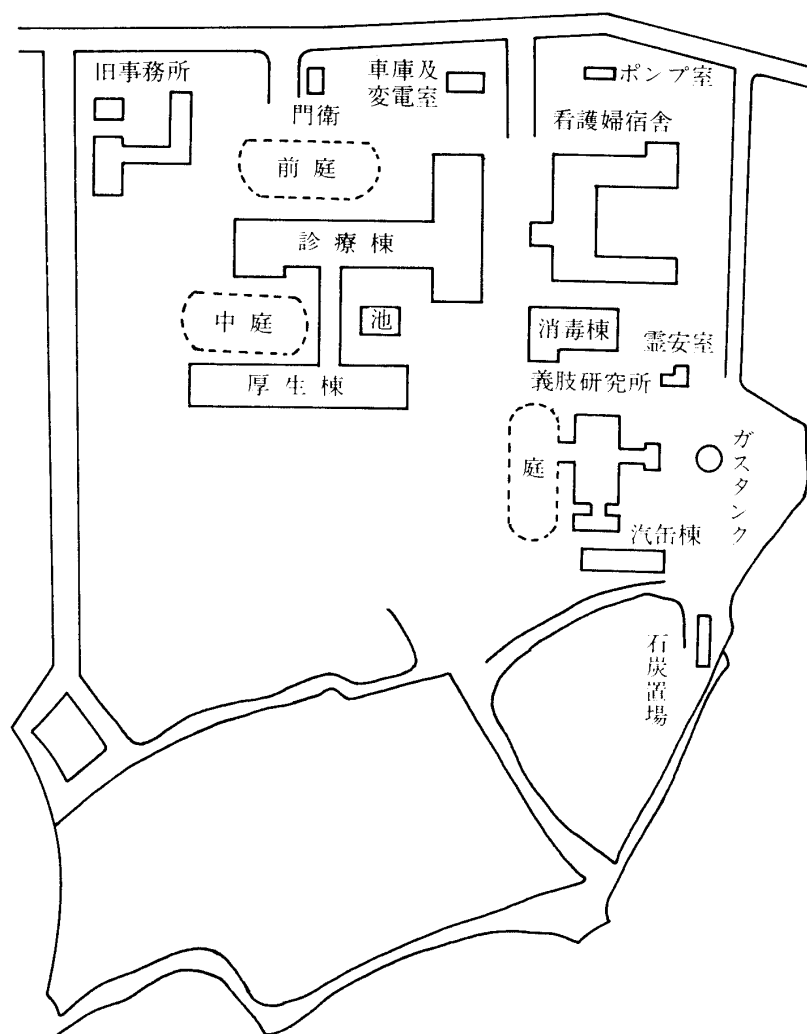 旧事務所
門衛
車庫及
変電室
ポンプ室
看護婦宿舎
前庭
診療棟
中庭
池
消毒棟
霊安室
厚生棟
義肢研究所
庭
ガスタンク
汽缶棟
石炭置場